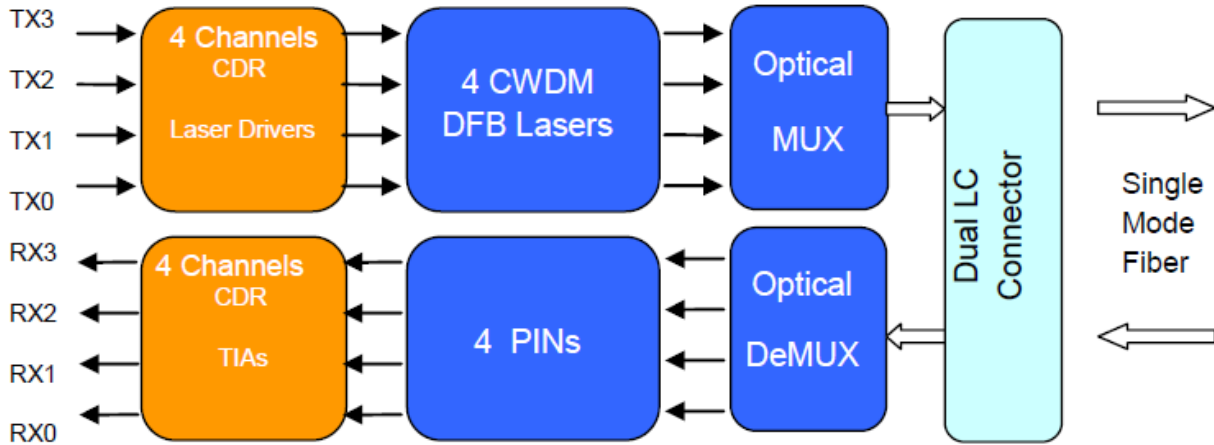 TX3
TX2
TX1
TX0
4 Channels
CDR
Laser Drivers
4 CWDM
DFB Lasers
Optical
MUX
Dual LC
Connector
Single
Mode
Fiber
RX3
RX2
RX1
RX0
4 Channels
CDR
TIAs
4 PINs
Optical
DeMUX